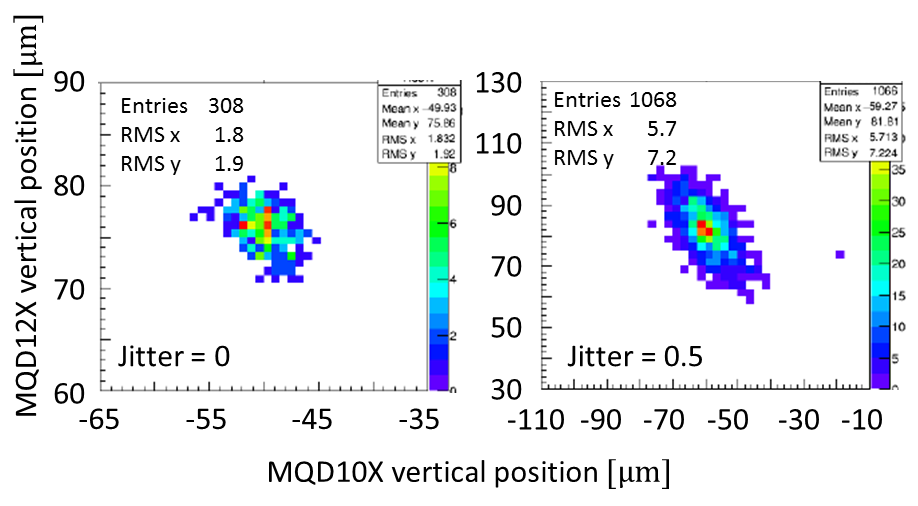 MQD12X vertical position [μm]
90
80
70
60
-65
-55
-45
-35
Entries 308
RMS x 1.8
RMS y 1.9
Jitter = 0
Entries 308
Mean x -49.93
Mean y 75.86
RMS x 1.832
RMS y 1.92
8
6
4
2
0
130
110
90
70
50
30
-110
-90
-70
-50
-30
-10
Entries 1068
RMS x 5.7
RMS y 7.2
Jitter = 0.5
Entries 1068
Mean x -59.27
Mean y 81.81
RMS x 5.713
RMS y 7.224
35
30
25
20
15
10
5
0
MQD10X vertical position [μm]